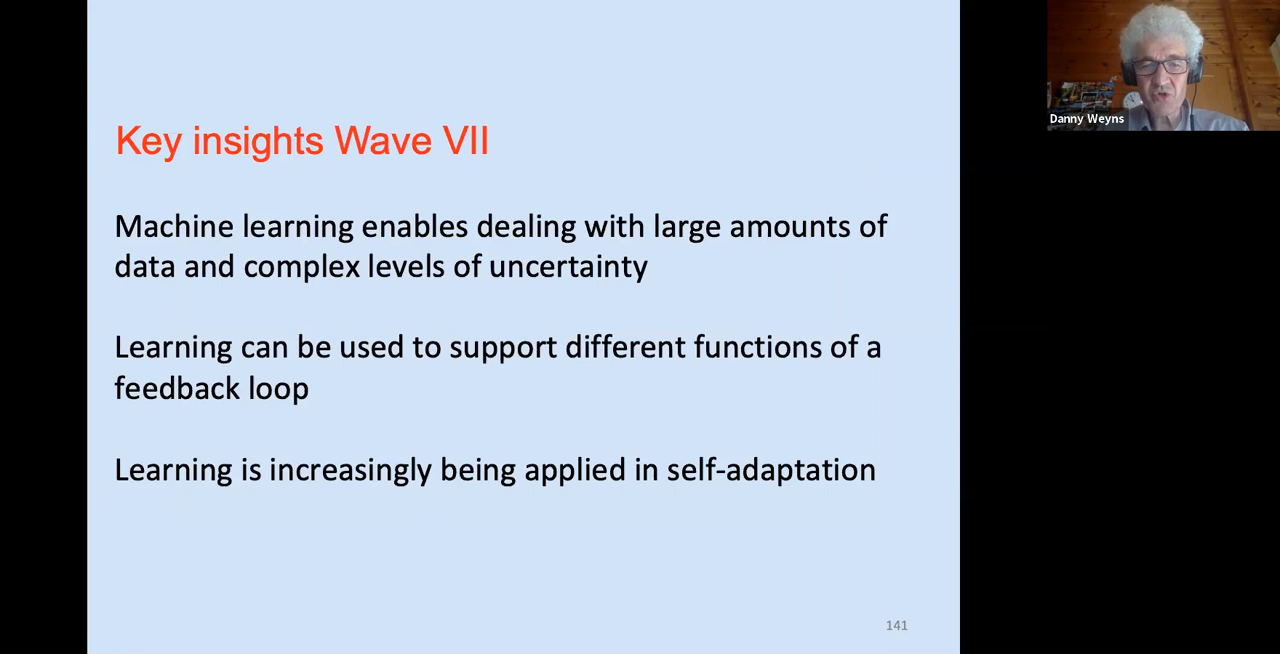 Key insights Wave VII
Machine learning enables dealing with large amounts of
data and complex levels of uncertainty
Learning can be used to support different functions of a
feedback loop
Learning is increasingly being applied in self-adaptation
141
Danny Weyns